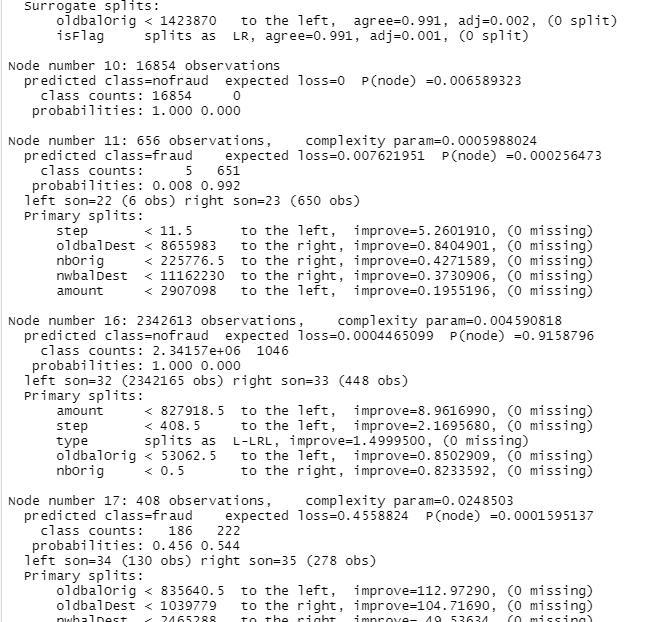 Surrogate splits:
oldbalOrig < 1423870 to the left, agree=0.991, adj=0.002, (0 split)
isFlag splits as LR, agree=0.991, adj=0.001, (0 split)
Node number 10: 16854 observations
predicted class=nofraud expected loss=0 P(node) =0.006589323
class counts: 16854 0
probabilities: 1.000 0.000
Node number 11: 656 observations, complexity param=0.0005988024
predicted class=fraud expected loss=0.007621951 P(node) =0.000256473
class counts: 5 651
probabilities: 0.008 0.992
left son=22 (6 obs) right son=23 (650 obs)
Primary splits:
step < 11.5 to the left, improve=5.2601910, (0 missing)
oldbalDest < 8655983 to the right, improve=0.8404901, (0 missing)
nbOrig < 225776.5 to the right, improve=0.4271589, (0 missing)
nwbalDest < 11162230 to the right, improve=0.3730906, (0 missing)
amount < 2907098 to the left, improve=0.1955196, (0 missing)
Node number 16: 2342613 observations, complexity param=0.004590818
predicted class=nofraud expected loss=0.0004465099 P(node) =0.9158796
class counts: 2.34157e+06 1046
probabilities: 1.000 0.000
left son=32 (2342165 obs) right son=33 (448 obs)
Primary splits:
amount < 827918.5 to the left, improve=8.9616990, (0 missing)
step < 408.5 to the left, improve=2.1695680, (0 missing)
type splits as L-LRL, improve=1.4999500, (0 missing)
oldbalOrig < 53062.5 to the left, improve=0.8502909, (0 missing)
nbOrig < 0.5 to the right, improve=0.8233592, (0 missing)
Node number 17: 408 observations, complexity param=0.0248503
predicted class=fraud expected loss=0.4558824 P(node) =0.0001595137
class counts: 186 222
probabilities: 0.456 0.544
left son=34 (130 obs) right son=35 (278 obs)
Primary splits:
oldbalOrig < 835640.5 to the left, improve=112.97290, (0 missing)
oldbalDest < 1039779 to the right, improve=104.71690, (0 missing)
nwbalDest < 2465288 to the right, improve= 49.53634, (0 missing)